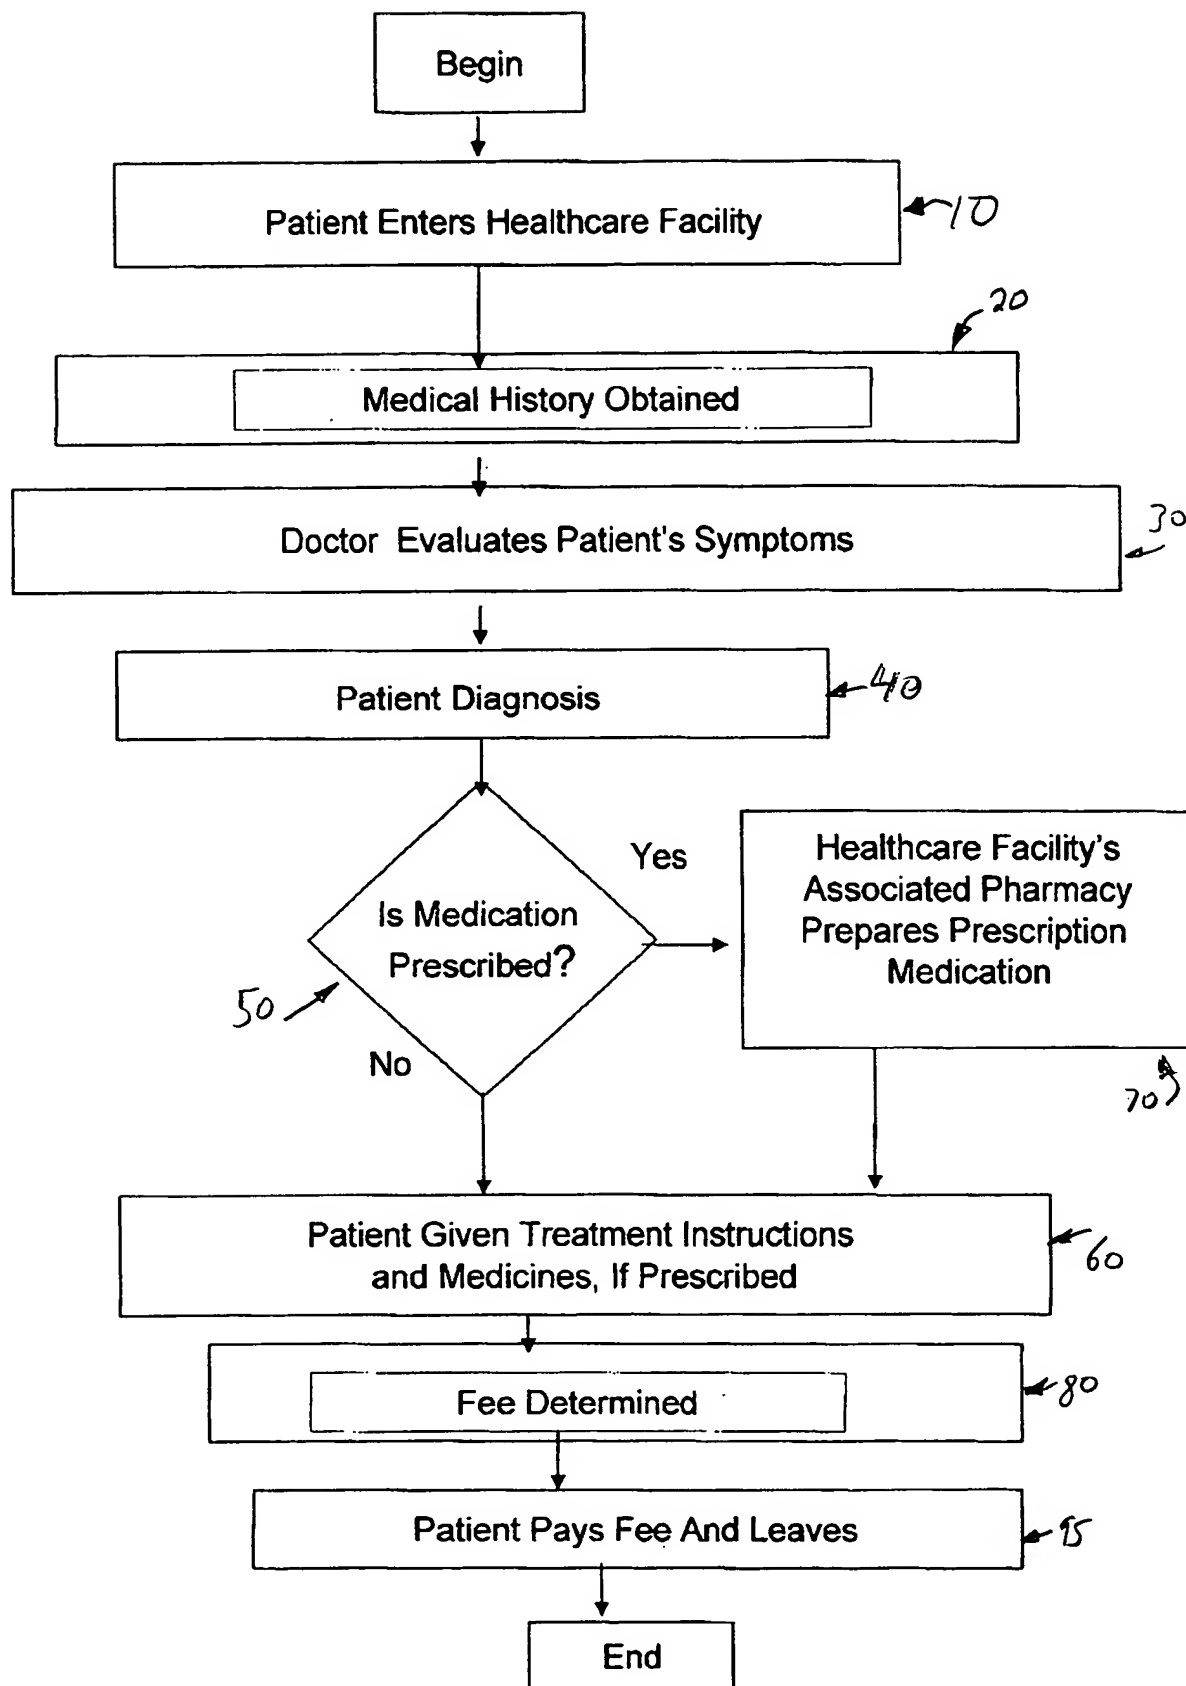 Begin
Patient Enters Healthcare Facility
10
20
Medical History Obtained
Doctor Evaluates Patient's Symptoms
30
Patient Diagnosis
40
Yes
Is Medication
Prescribed?
50
No
Healthcare Facility's
Associated Pharmacy
Prepares Prescription
Medication
70
Patient Given Treatment Instructions
and Medicines, If Prescribed
60
Fee Determined
80
Patient Pays Fee And Leaves
95
End